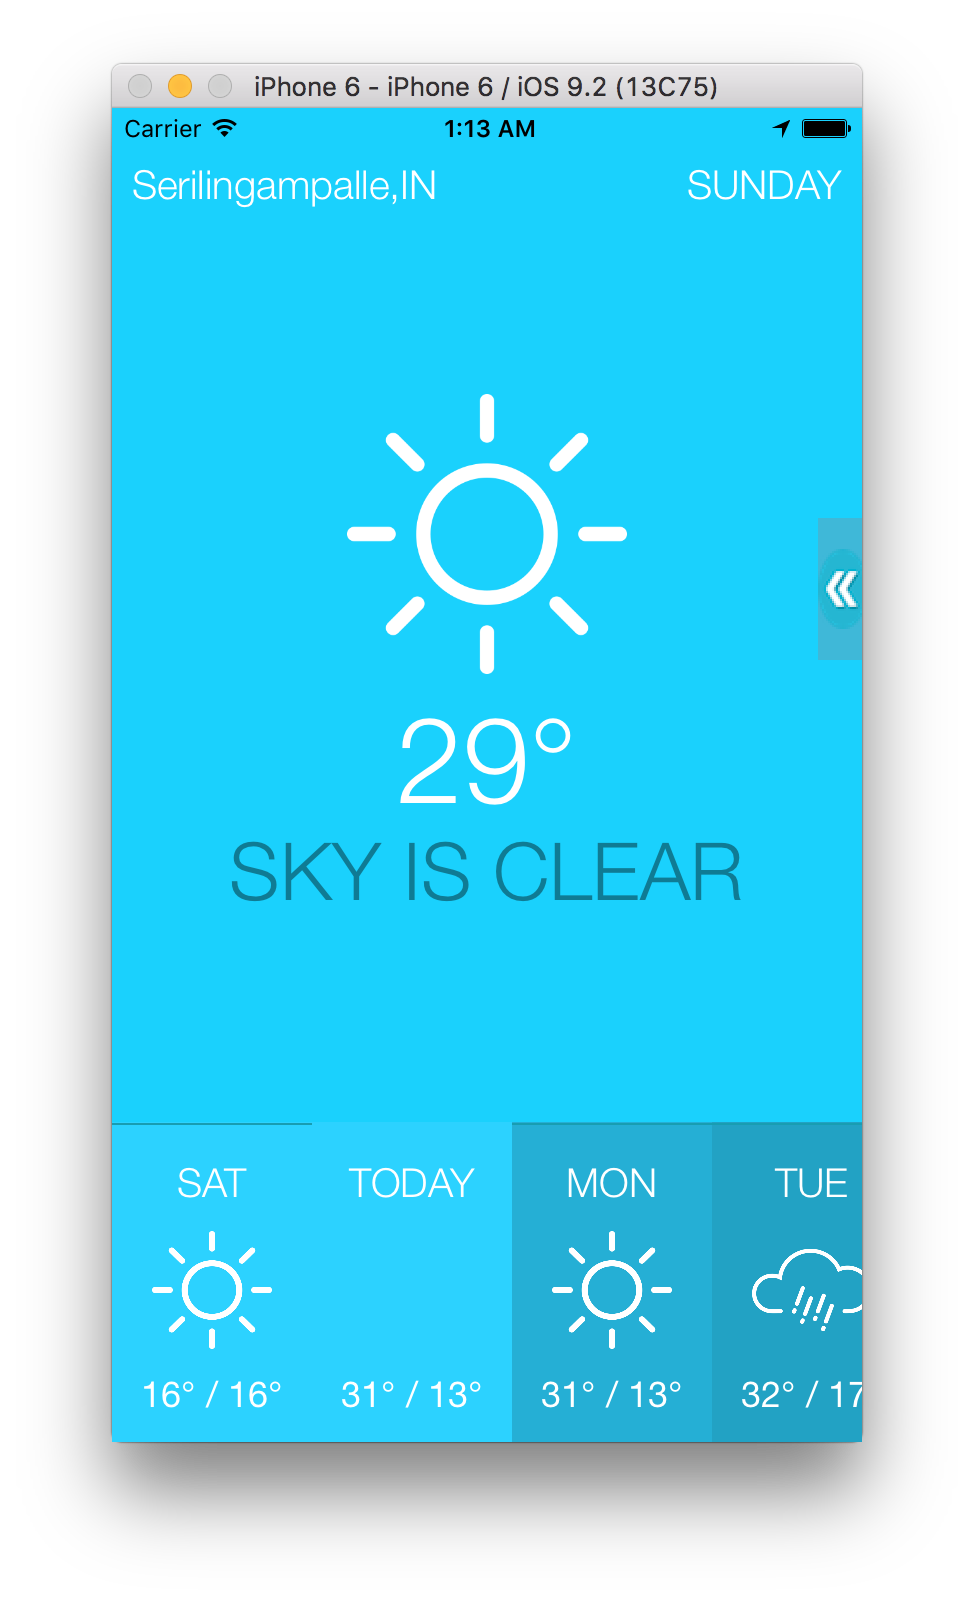 iPhone 6 - iPhone 6 / iOS 9.2 (13C75)
Carrier 1:13 AM
Serilingampalle,IN SUNDAY
29°
SKY IS CLEAR
SAT TODAY MON TUE
16° / 16° 31° / 13° 31° / 13° 32° / 17